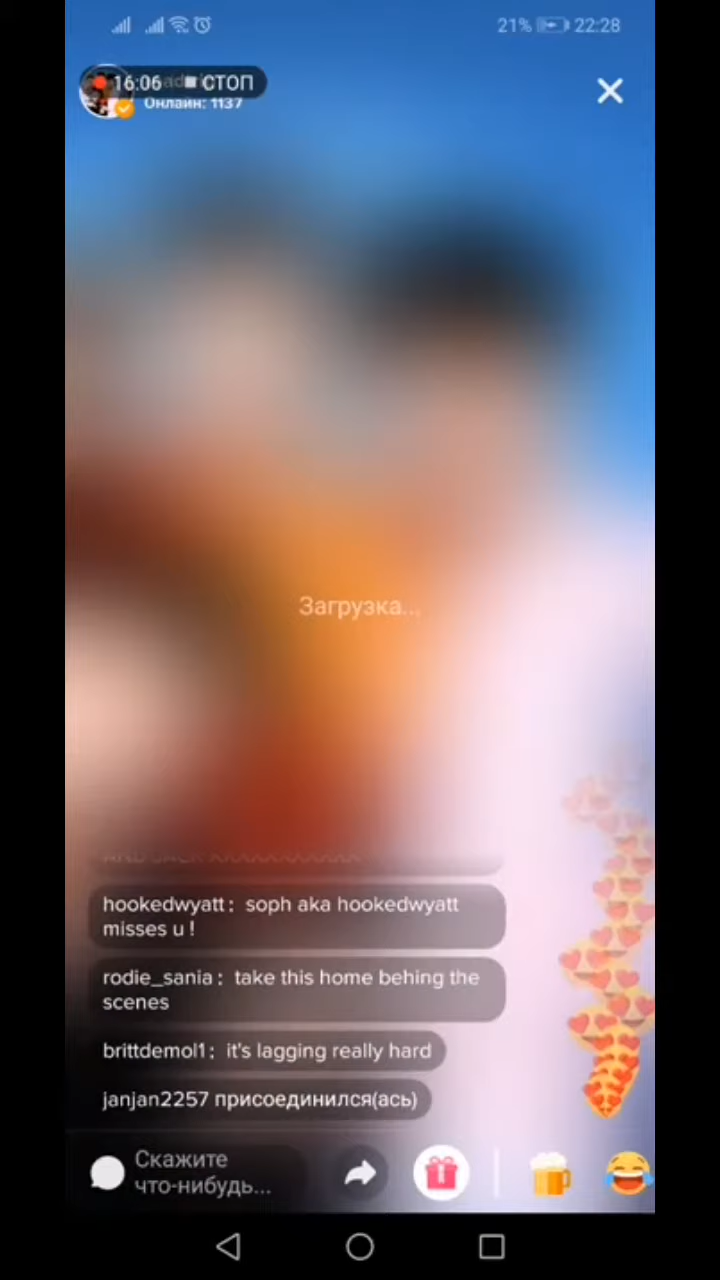 21% 22:28
16:06 СТОП
Онлайн: 1137
Загрузка...
hookedwyatt: soph aka hookedwyatt
misses u !
rodie_sania: take this home behing the
scenes
brittdemol1: it's lagging really hard
janjan2257 присоединился(ась)
Скажите
что-нибудь...